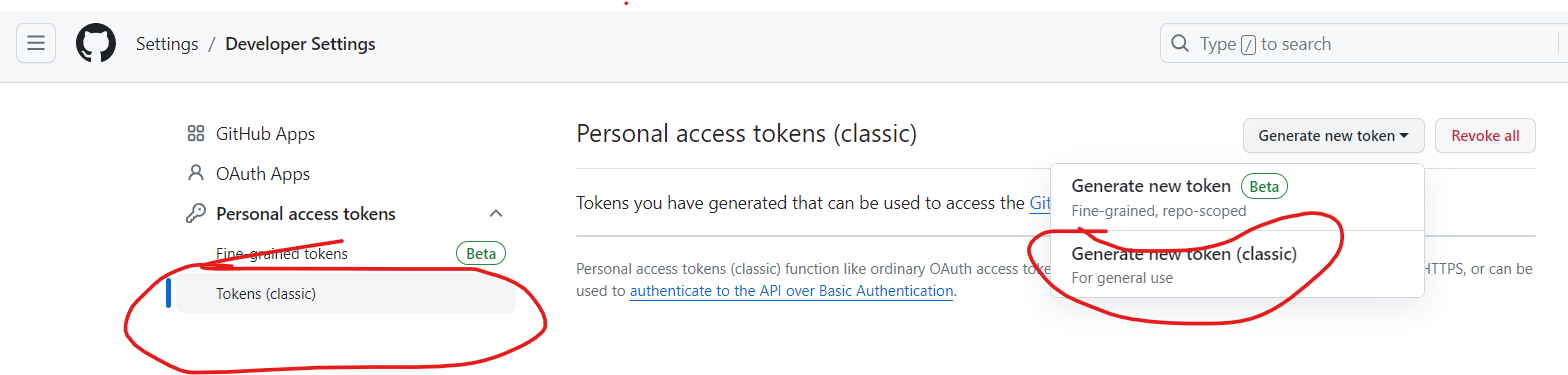 Settings / Developer Settings
Type / to search
GitHub Apps
OAuth Apps
Personal access tokens
Fine-grained tokens Beta
Tokens (classic)
Personal access tokens (classic)
Generate new token
Revoke all
Generate new token Beta
Fine-grained, repo-scoped
Generate new token (classic)
For general use
Tokens you have generated that can be used to access the Git
Personal access tokens (classic) function like ordinary OAuth access toke HTTPS, or can be
used to authenticate to the API over Basic Authentication.